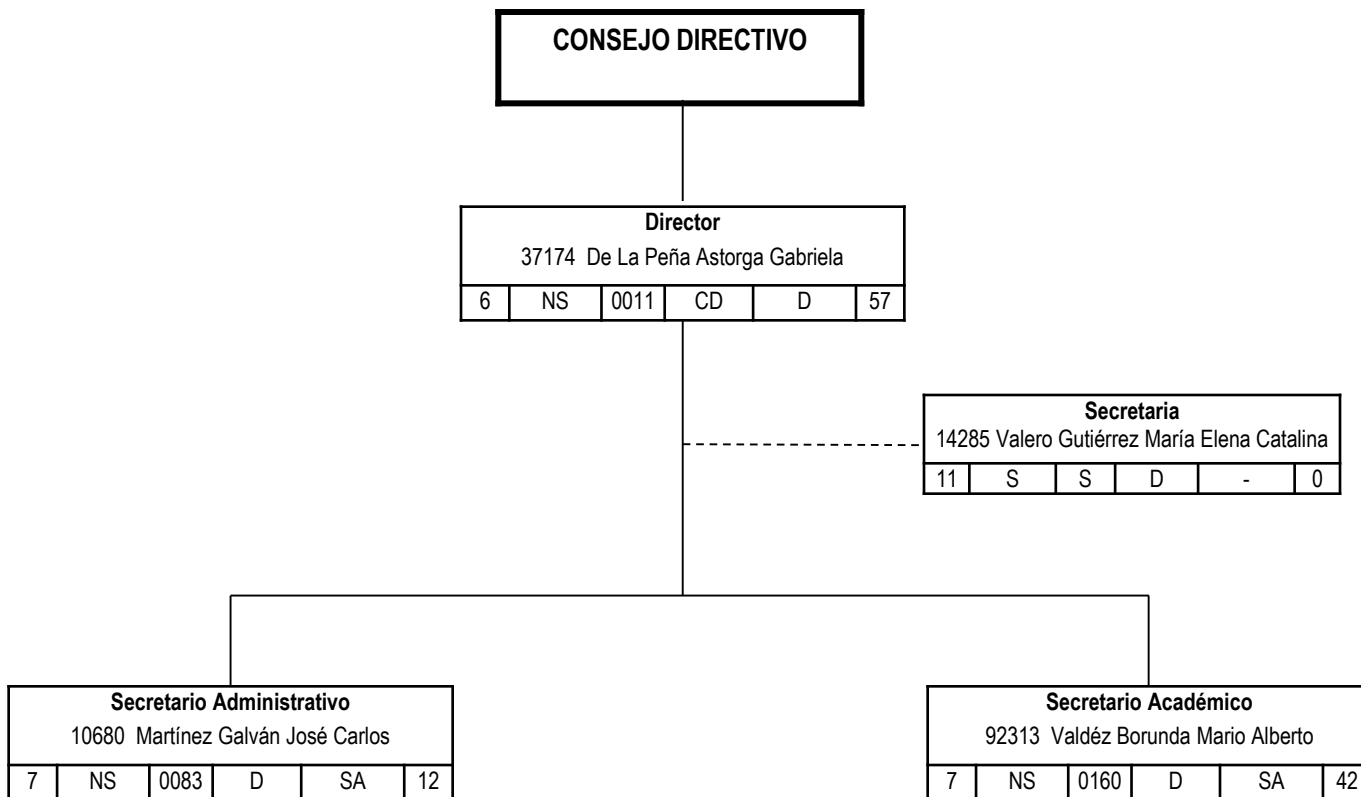 CONSEJO DIRECTIVO
Director
37174 De La Peña Astorga Gabriela
6 NS 0011 CD D 57
Secretaria
14285 Valero Gutiérrez María Elena Catalina
11 S S D - 0
Secretario Administrativo
10680 Martínez Galván José Carlos
7 NS 0083 D SA 12
Secretario Académico
92313 Valdéz Borunda Mario Alberto
7 NS 0160 D SA 42